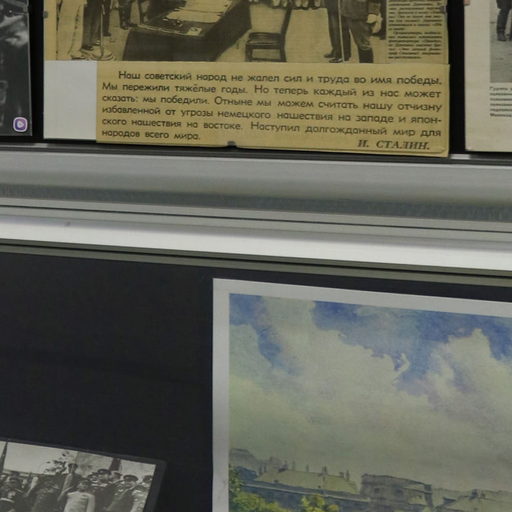 Наш советский народ не жалел сил и труда во имя победы.
Мы пережили тяжёлые годы. Но теперь каждый из нас может
сказать: мы победили. Отныне мы можем считать нашу отчизну
избавленной от угрозы немецкого нашествия на западе и япон-
ского нашествия на востоке. Наступил долгожданный мир для
народов всего мира.
И. СТАЛИН.